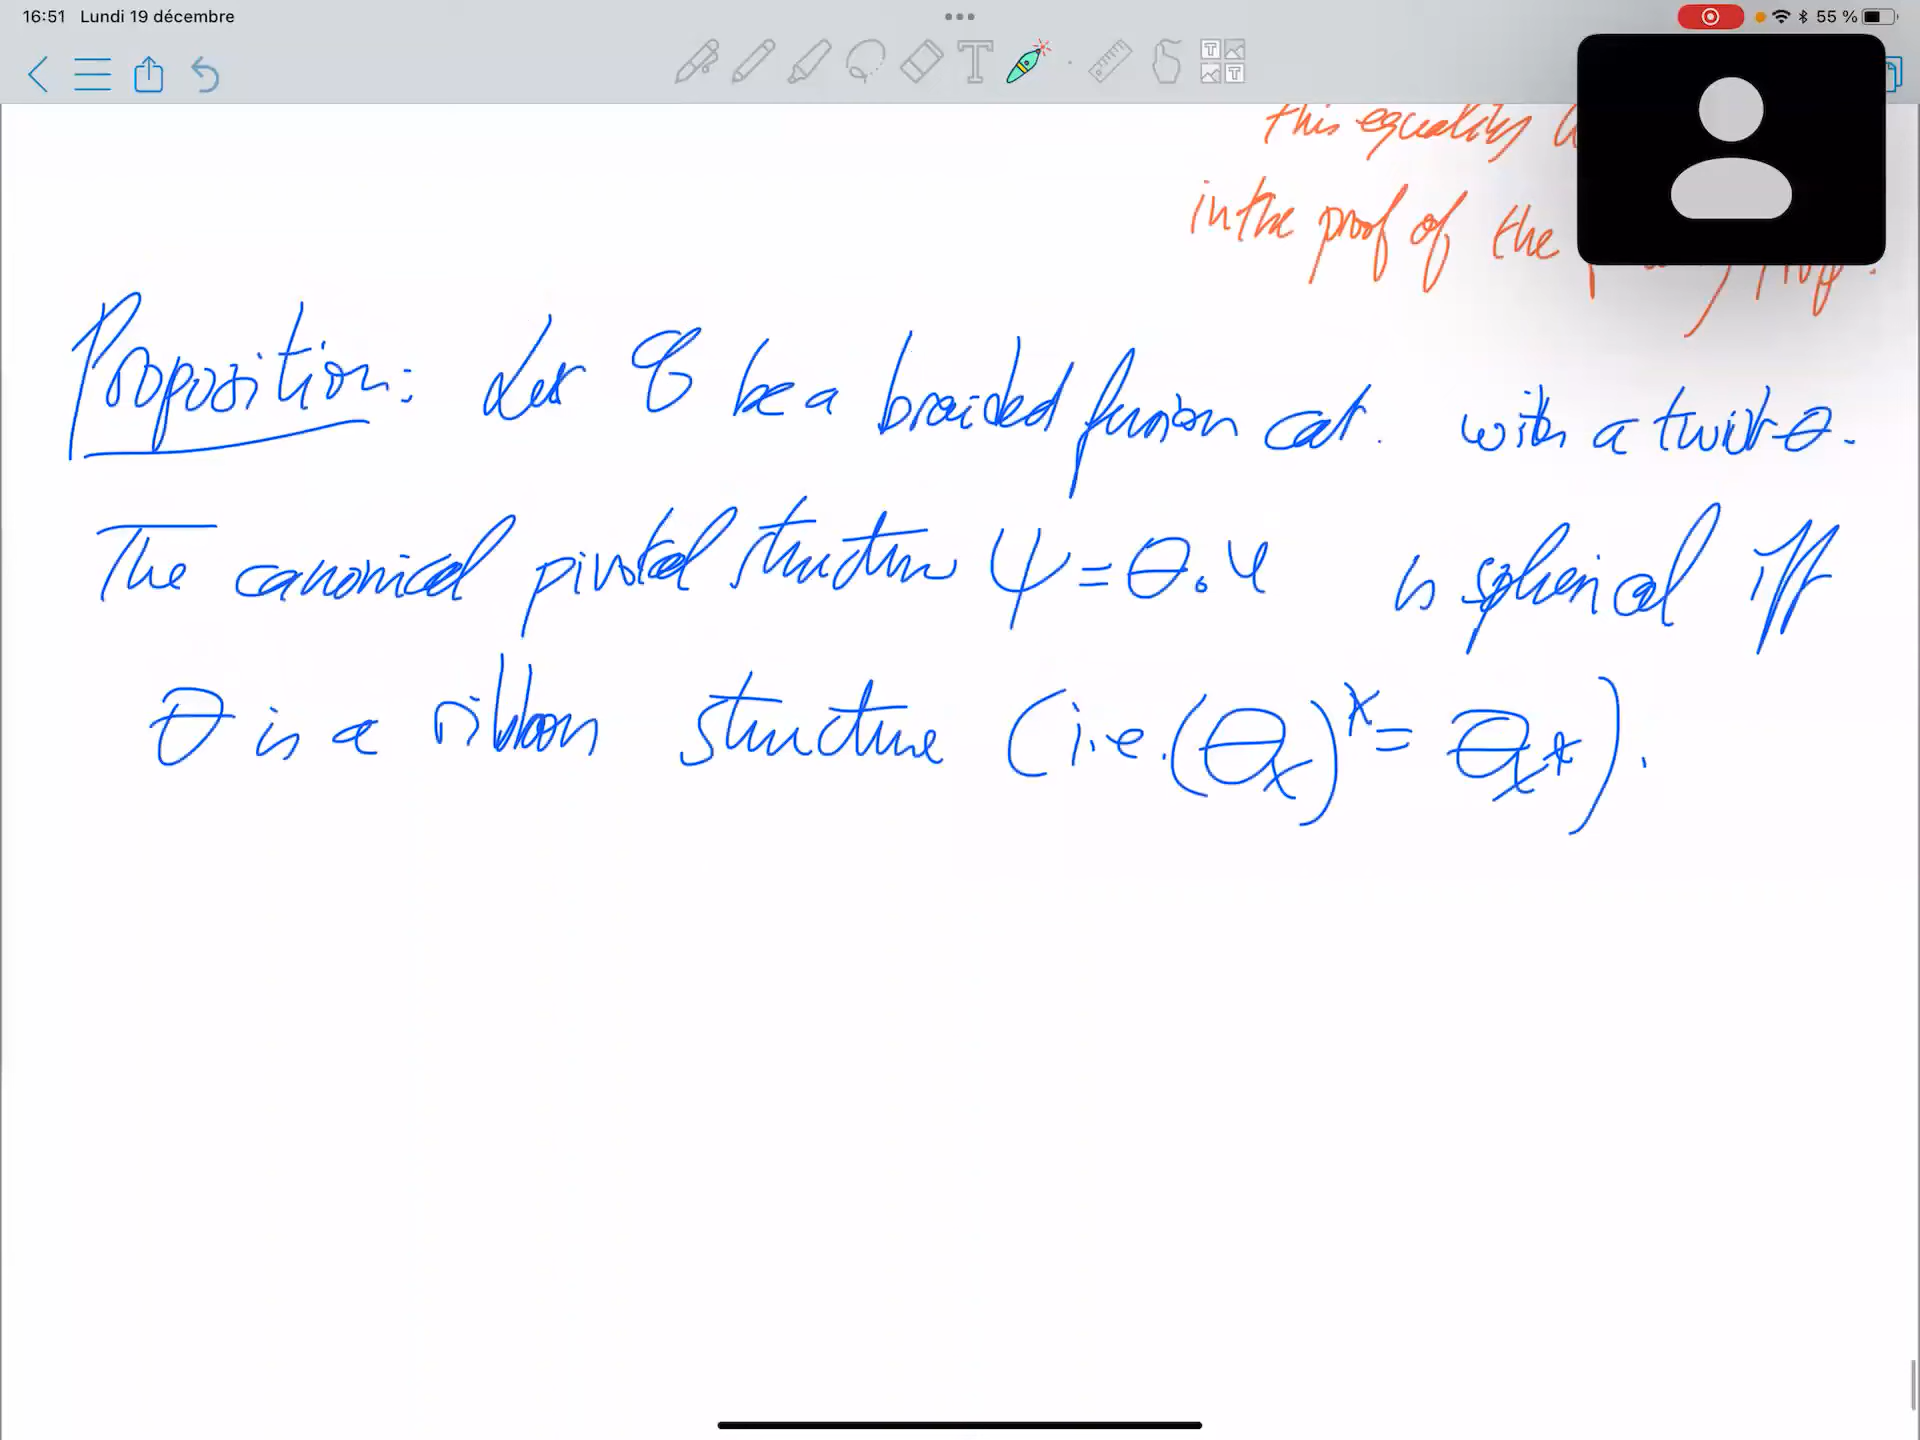 16:51 Lundi 19 décembre
55 %
this equality
in the proof of the
Proposition: Let 𝒞 be a braided fusion cat. with a twist θ.
The canonical pivotal structure ψ = θ.φ is spherical iff
θ is a ribbon structure (i.e. (θ_X)^* = θ_{X^*}).